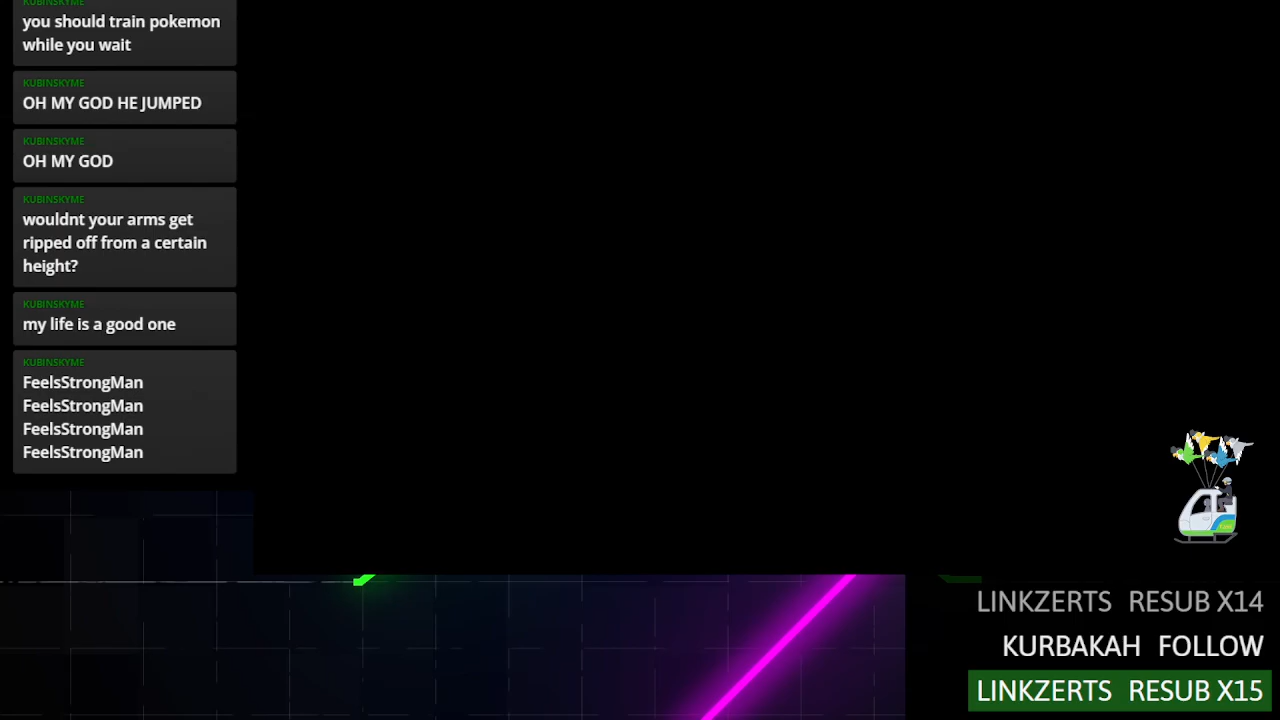 KUBINSKYME
you should train pokemon
while you wait
KUBINSKYME
OH MY GOD HE JUMPED
KUBINSKYME
OH MY GOD
KUBINSKYME
wouldnt your arms get
ripped off from a certain
height?
KUBINSKYME
my life is a good one
KUBINSKYME
FeelsStrongMan
FeelsStrongMan
FeelsStrongMan
FeelsStrongMan
LINKZERTS RESUB X14
KURBAKAH FOLLOW
LINKZERTS RESUB X15